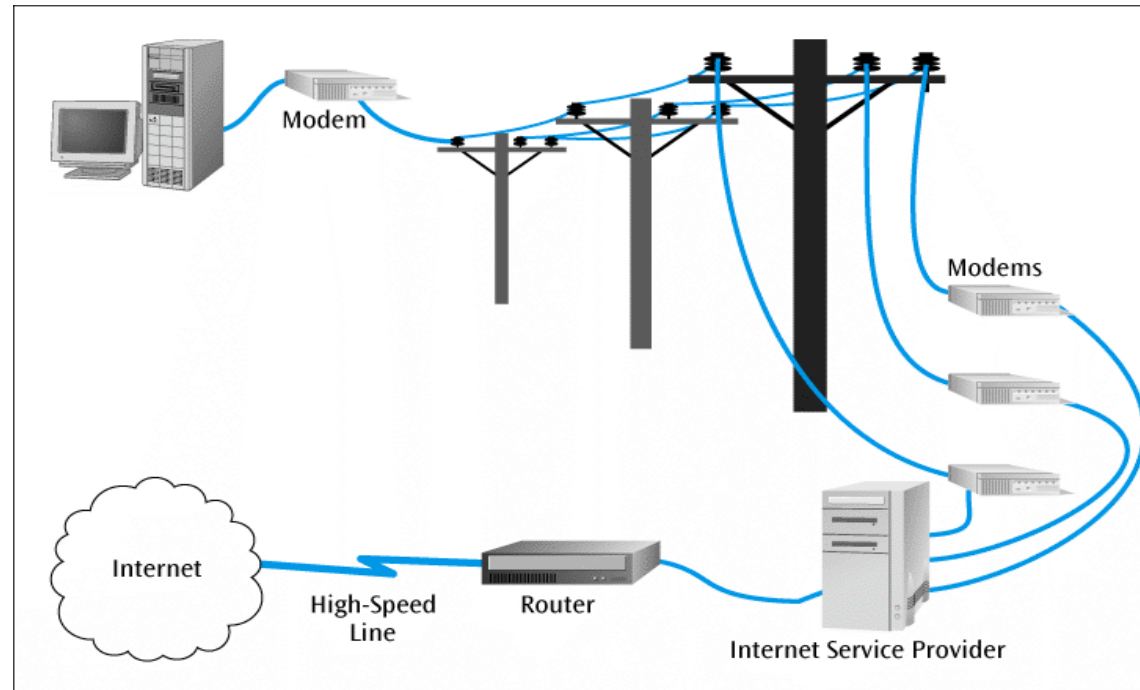 Modem
Modems
Internet
High-Speed
Line
Router
Internet Service Provider